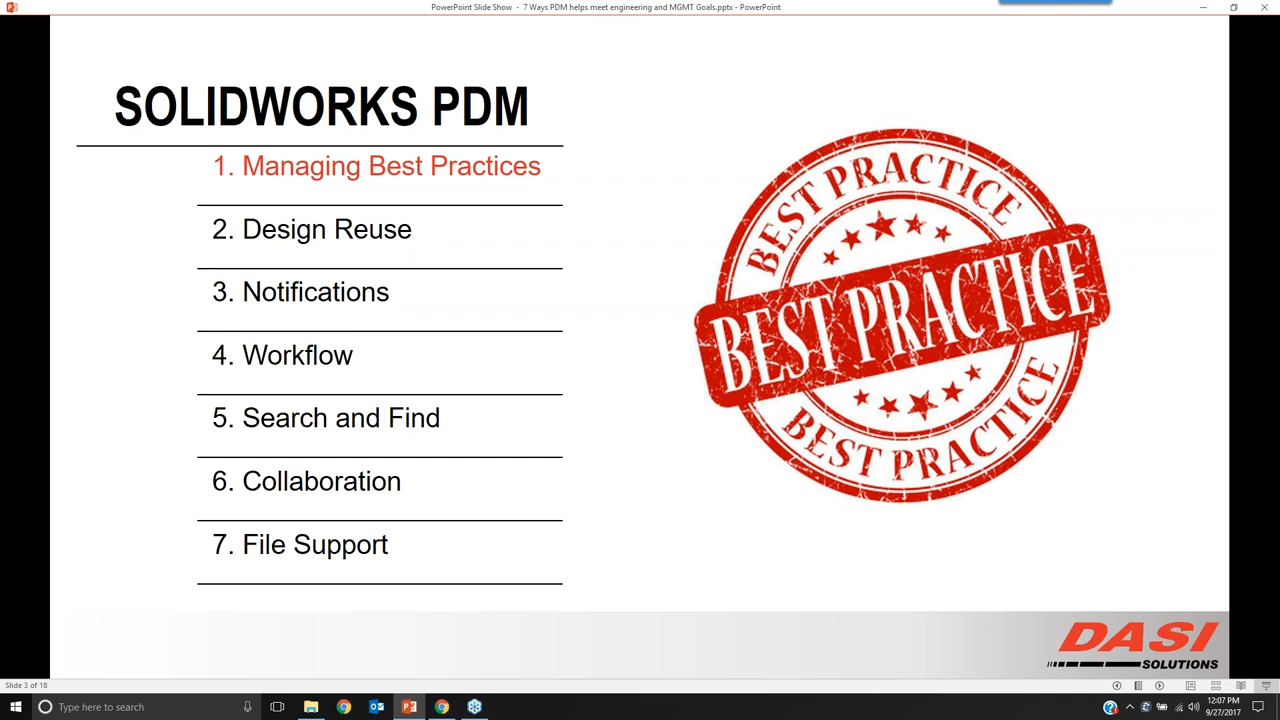 PowerPoint Slide Show - 7 Ways PDM helps meet engineering and MGMT Goals.pptx - PowerPoint
SOLIDWORKS PDM
1. Managing Best Practices
2. Design Reuse
3. Notifications
4. Workflow
5. Search and Find
6. Collaboration
7. File Support
BEST PRACTICE
BEST PRACTICE
BEST PRACTICE
DASI
SOLUTIONS
Slide 3 of 18
Type here to search
12:07 PM
9/27/2017